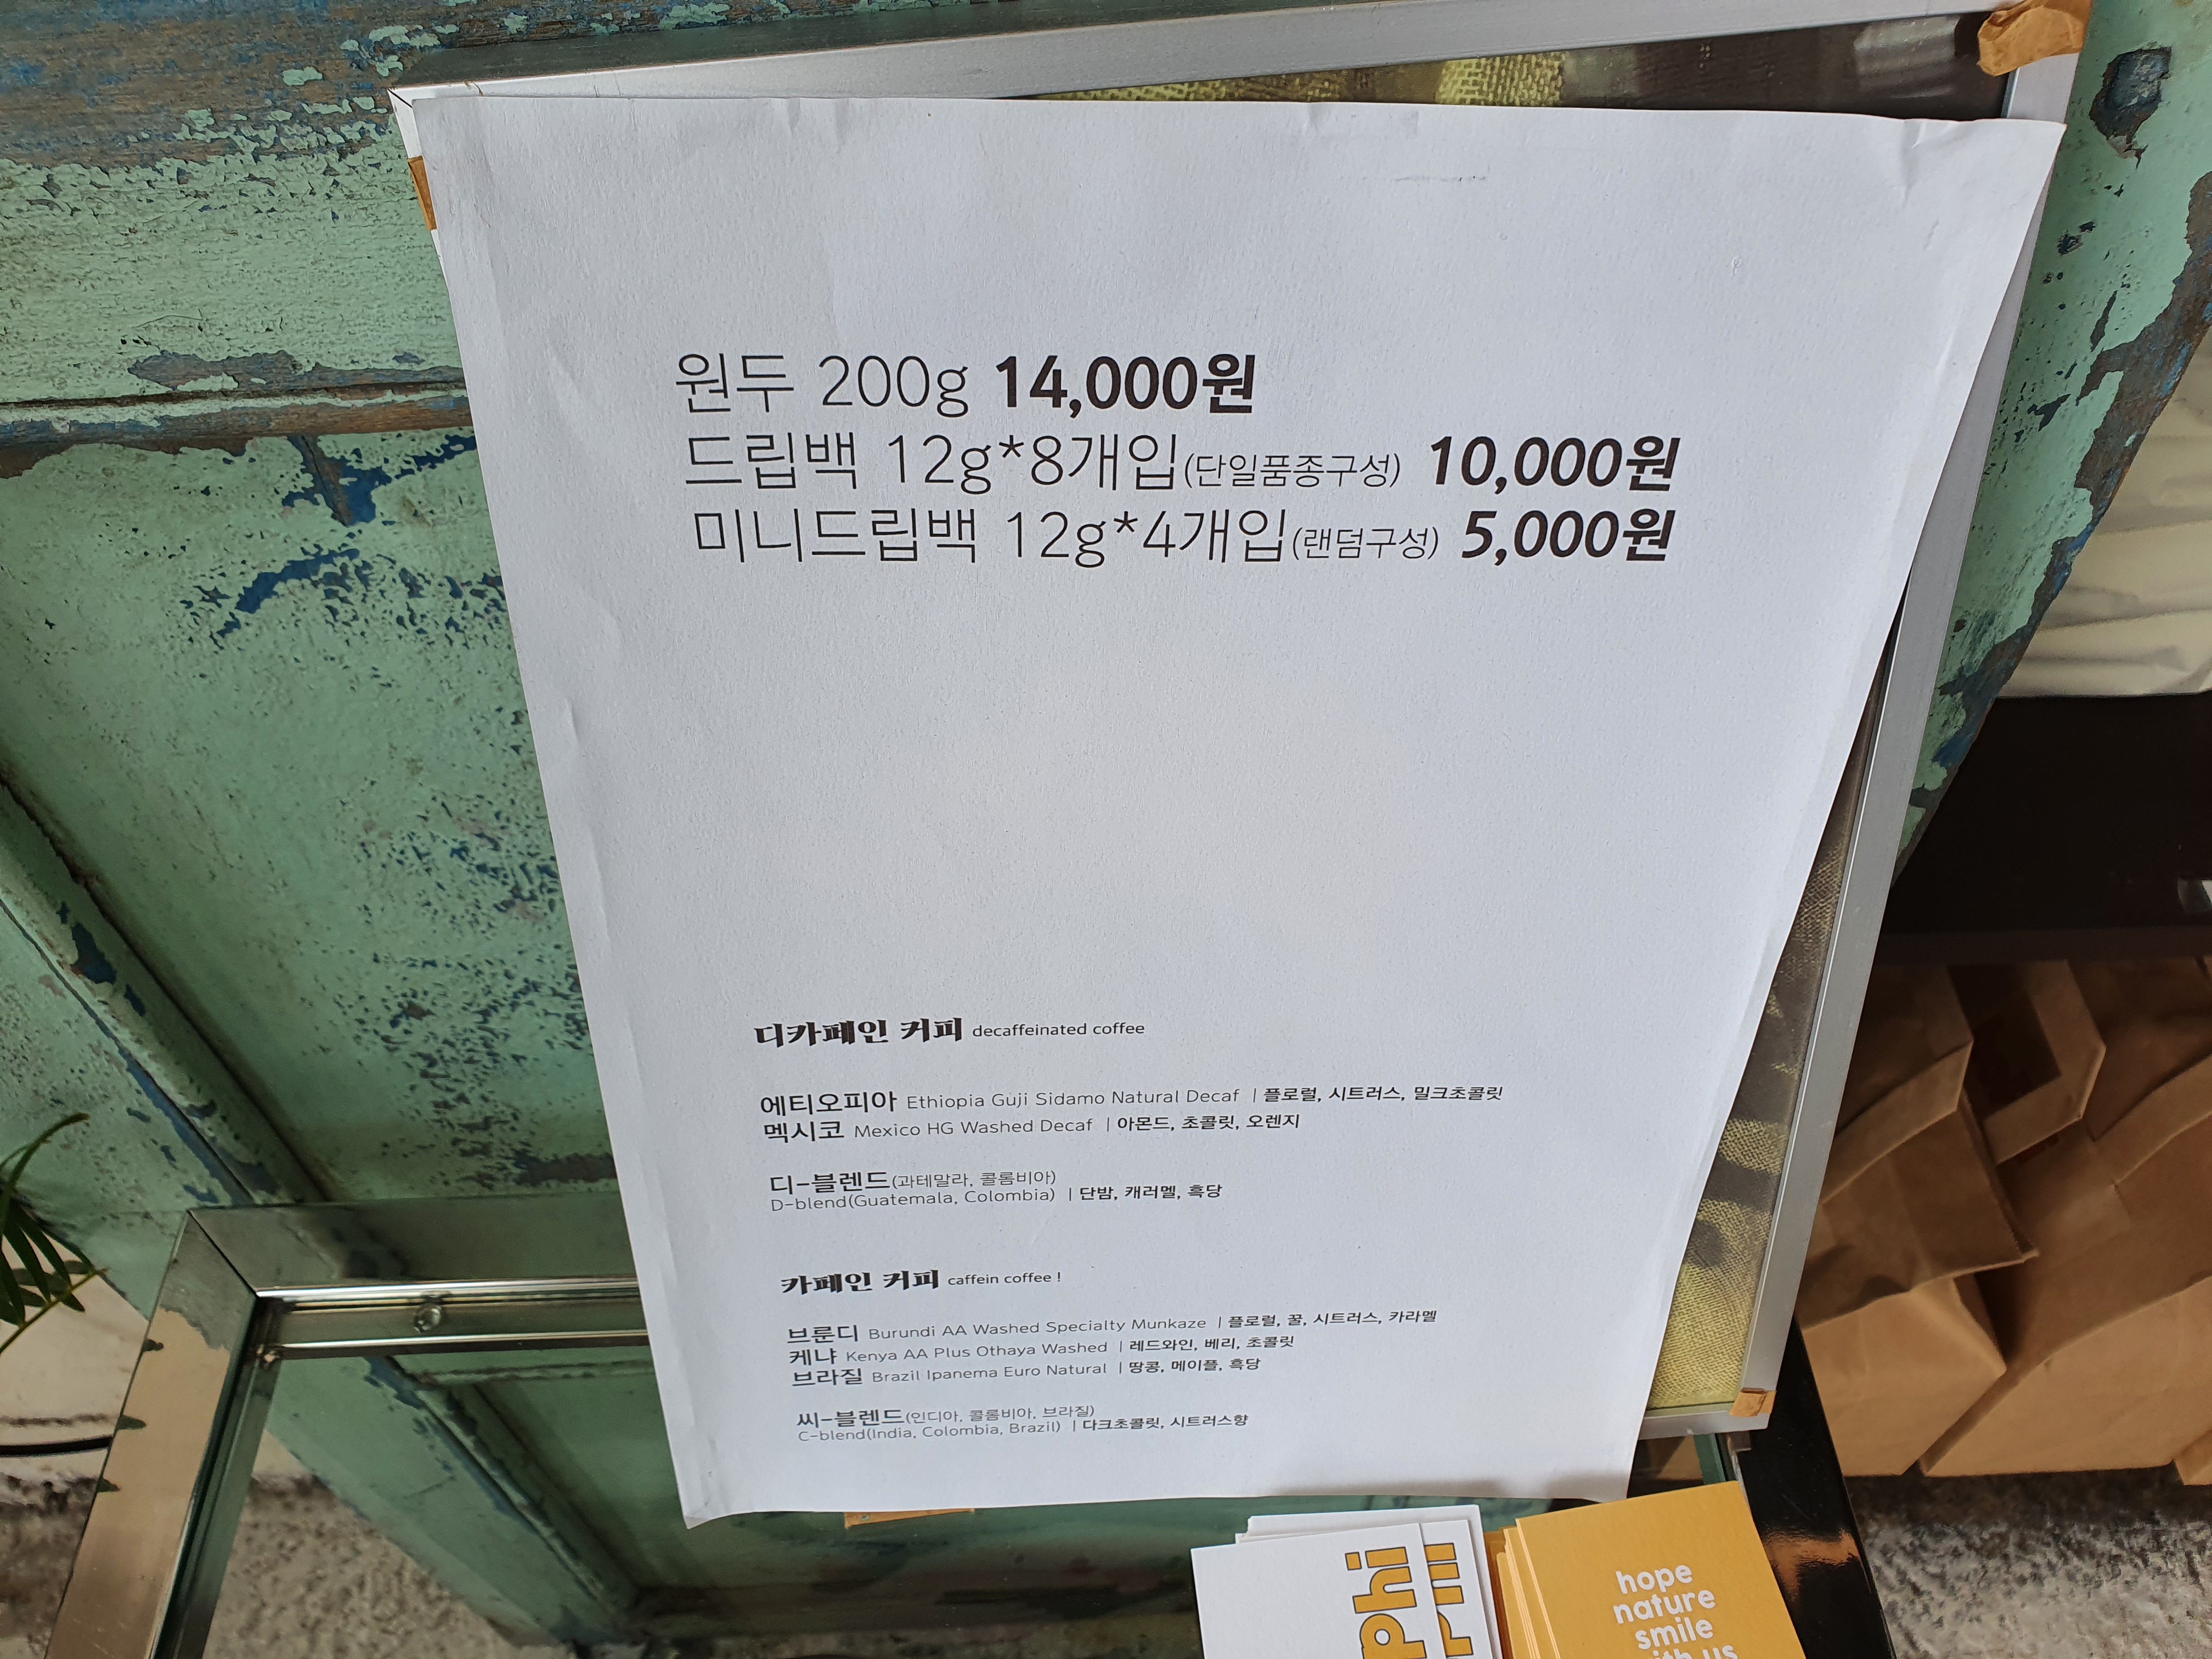 원두 200g 14,000원
드립백 12g*8개입(단일품종구성) 10,000원
미니드립백 12g*4개입(랜덤구성) 5,000원
디카페인 커피 decaffeinated coffee
에티오피아 Ethiopia Guji Sidamo Natural Decaf | 플로럴, 시트러스, 밀크초콜릿
멕시코 Mexico HG Washed Decaf | 아몬드, 초콜릿, 오렌지
디-블렌드(과테말라, 콜롬비아)
D-blend(Guatemala, Colombia) | 단밤, 캐러멜, 흑당
카페인 커피 caffein coffee !
브룬디 Burundi AA Washed Specialty Munkaze | 플로럴, 꿀, 시트러스, 카라멜
케냐 Kenya AA Plus Othaya Washed | 레드와인, 베리, 초콜릿
브라질 Brazil Ipanema Euro Natural | 땅콩, 메이플, 흑당
씨-블렌드(인디아, 콜롬비아, 브라질)
C-blend(India, Colombia, Brazil) | 다크초콜릿, 시트러스향
hope
nature
smile
with us